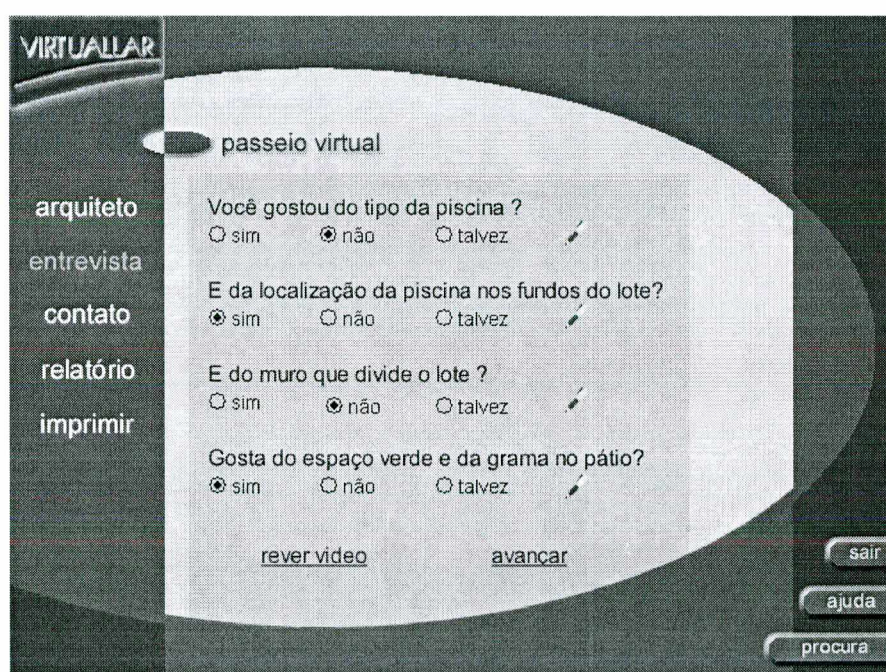 VIRTUALLAR
passeio virtual
arquiteto
entrevista
contato
relatório
imprimir
Você gostou do tipo da piscina ?
sim não talvez
E da localização da piscina nos fundos do lote?
sim não talvez
E do muro que divide o lote ?
sim não talvez
Gosta do espaço verde e da grama no pátio?
sim não talvez
rever video avançar
sair
ajuda
procura